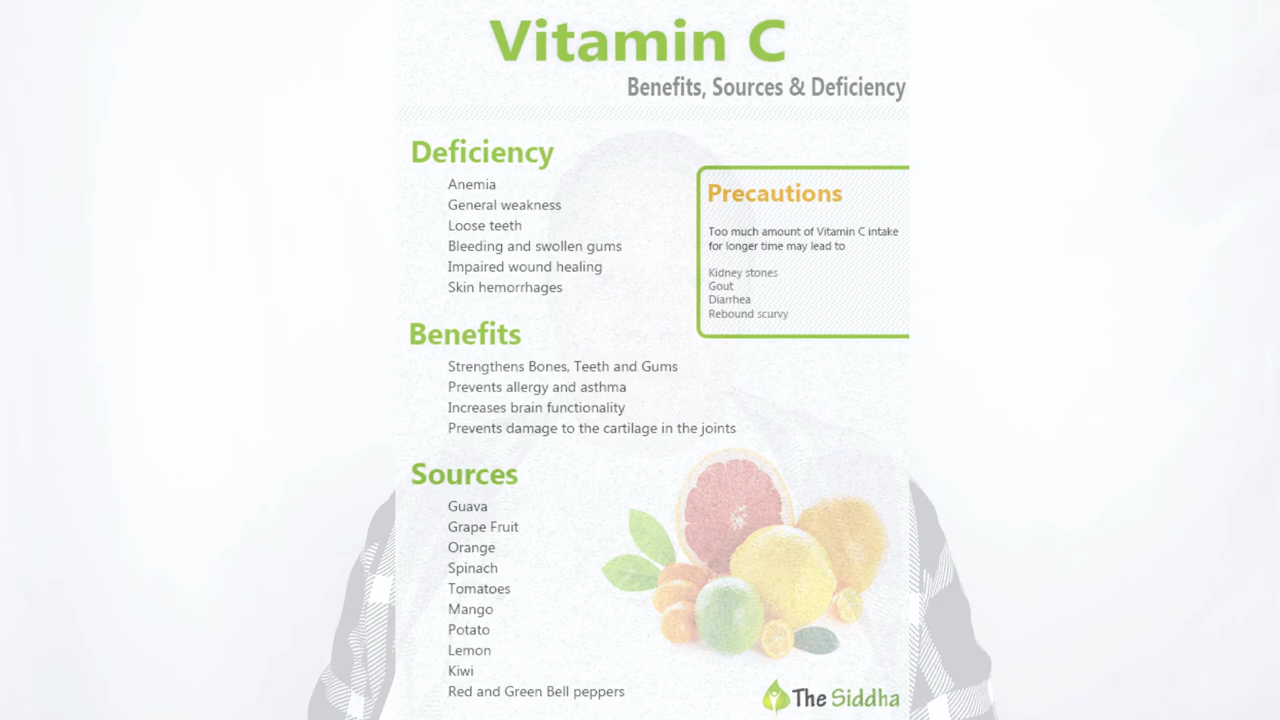 Vitamin C
Benefits, Sources & Deficiency
Deficiency
Anemia
General weakness
Loose teeth
Bleeding and swollen gums
Impaired wound healing
Skin hemorrhages
Precautions
Too much amount of Vitamin C intake
for longer time may lead to
Kidney stones
Gout
Diarrhea
Rebound scurvy
Benefits
Strengthens Bones, Teeth and Gums
Prevents allergy and asthma
Increases brain functionality
Prevents damage to the cartilage in the joints
Sources
Guava
Grape Fruit
Orange
Spinach
Tomatoes
Mango
Potato
Lemon
Kiwi
Red and Green Bell peppers
The Siddha